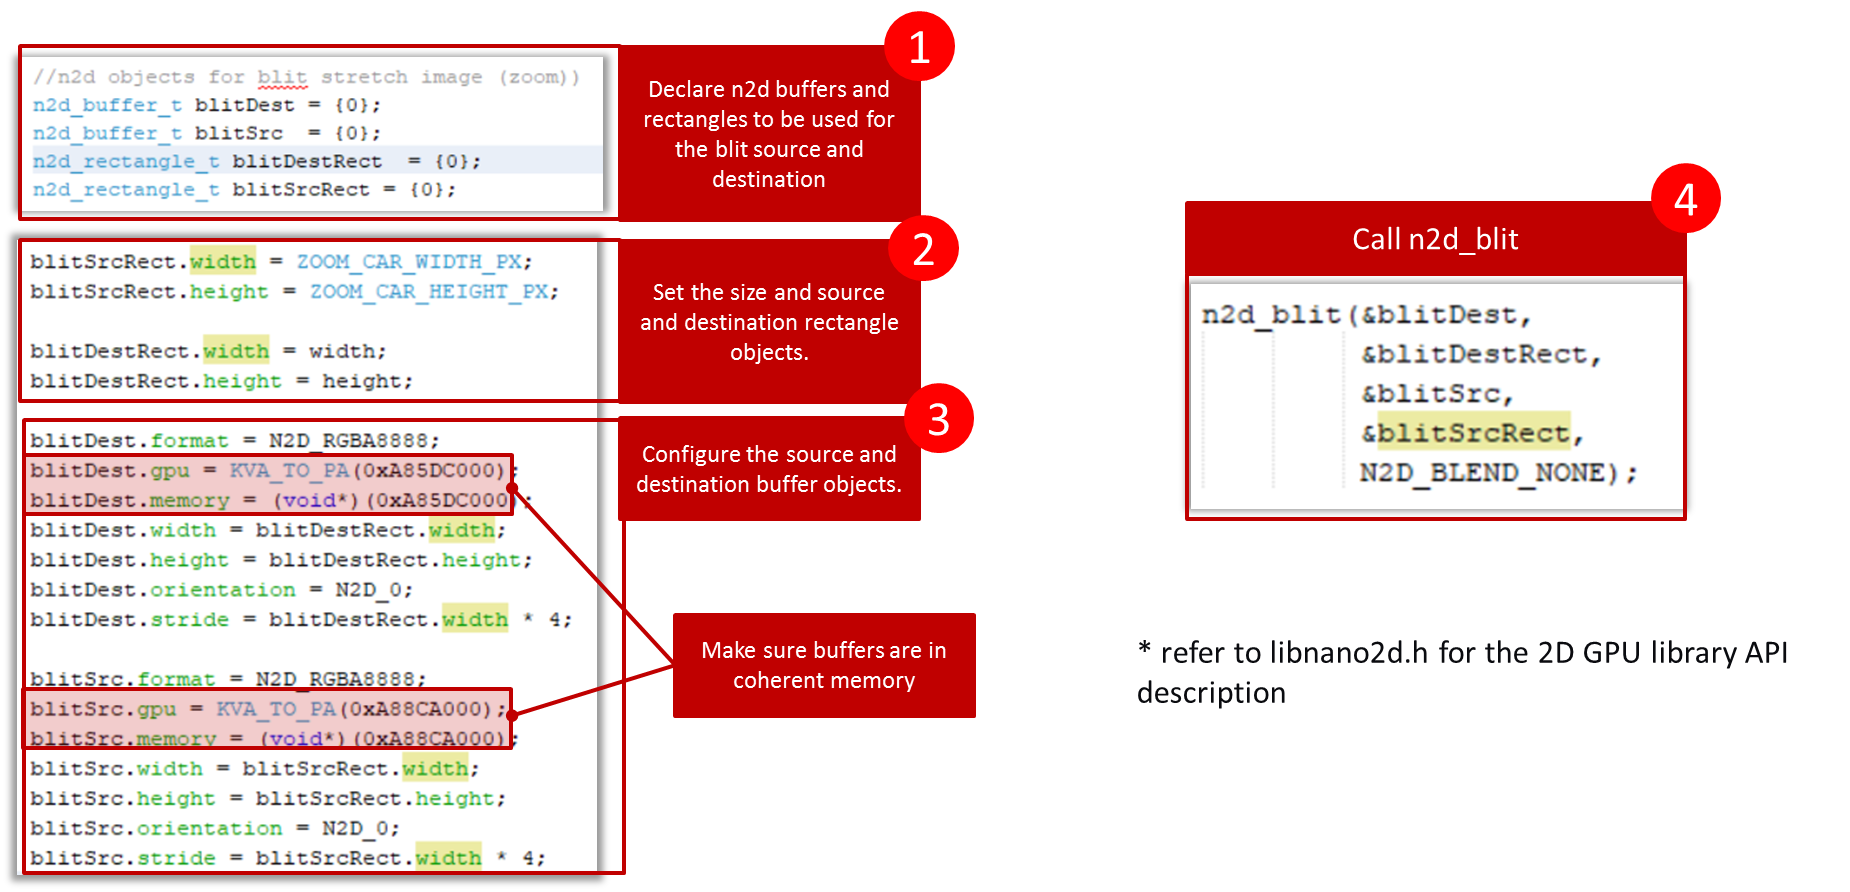 //n2d objects for blit stretch image (zoom))
n2d_buffer_t blitDest = {0};
n2d_buffer_t blitSrc  = {0};
n2d_rectangle_t blitDestRect  = {0};
n2d_rectangle_t blitSrcRect = {0};
1
Declare n2d buffers and
rectangles to be used for
the blit source and
destination
blitSrcRect.width = ZOOM_CAR_WIDTH_PX;
blitSrcRect.height = ZOOM_CAR_HEIGHT_PX;
blitDestRect.width = width;
blitDestRect.height = height;
2
Set the size and source
and destination rectangle
objects.
blitDest.format = N2D_RGBA8888;
blitDest.gpu = KVA_TO_PA(0xA85DC000);
blitDest.memory = (void*)(0xA85DC000);
blitDest.width = blitDestRect.width;
blitDest.height = blitDestRect.height;
blitDest.orientation = N2D_0;
blitDest.stride = blitDestRect.width * 4;
blitSrc.format = N2D_RGBA8888;
blitSrc.gpu = KVA_TO_PA(0xA88CA000);
blitSrc.memory = (void*)(0xA88CA000);
blitSrc.width = blitSrcRect.width;
blitSrc.height = blitSrcRect.height;
blitSrc.orientation = N2D_0;
blitSrc.stride = blitSrcRect.width * 4;
3
Configure the source and
destination buffer objects.
Make sure buffers are in
coherent memory
4
Call n2d_blit
n2d_blit(&blitDest,
&blitDestRect,
&blitSrc,
&blitSrcRect,
N2D_BLEND_NONE);
* refer to libnano2d.h for the 2D GPU library API
description